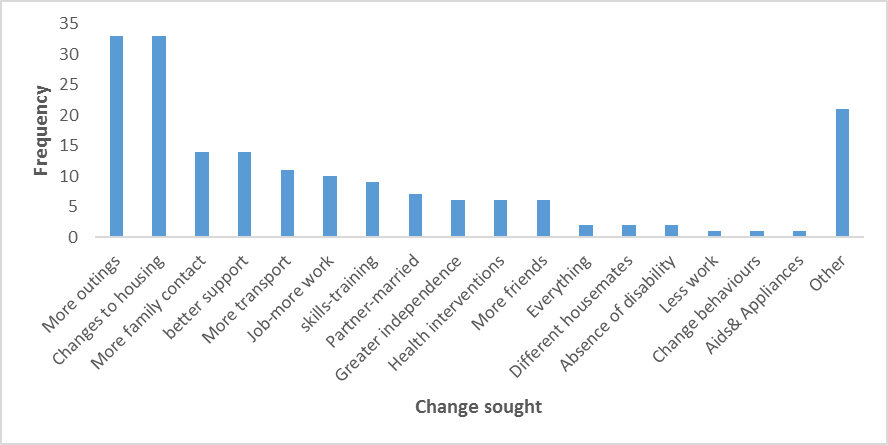 35
30
25
20
15
10
5
0
Frequency
More outings
Changes to housing
More family contact
better support
More transport
Job-more work
skills-training
Partner-married
Greater independence
Health interventions
More friends
Everything
Different housemates
Absence of disability
Less work
Change behaviours
Aids& Appliances
Other
Change sought